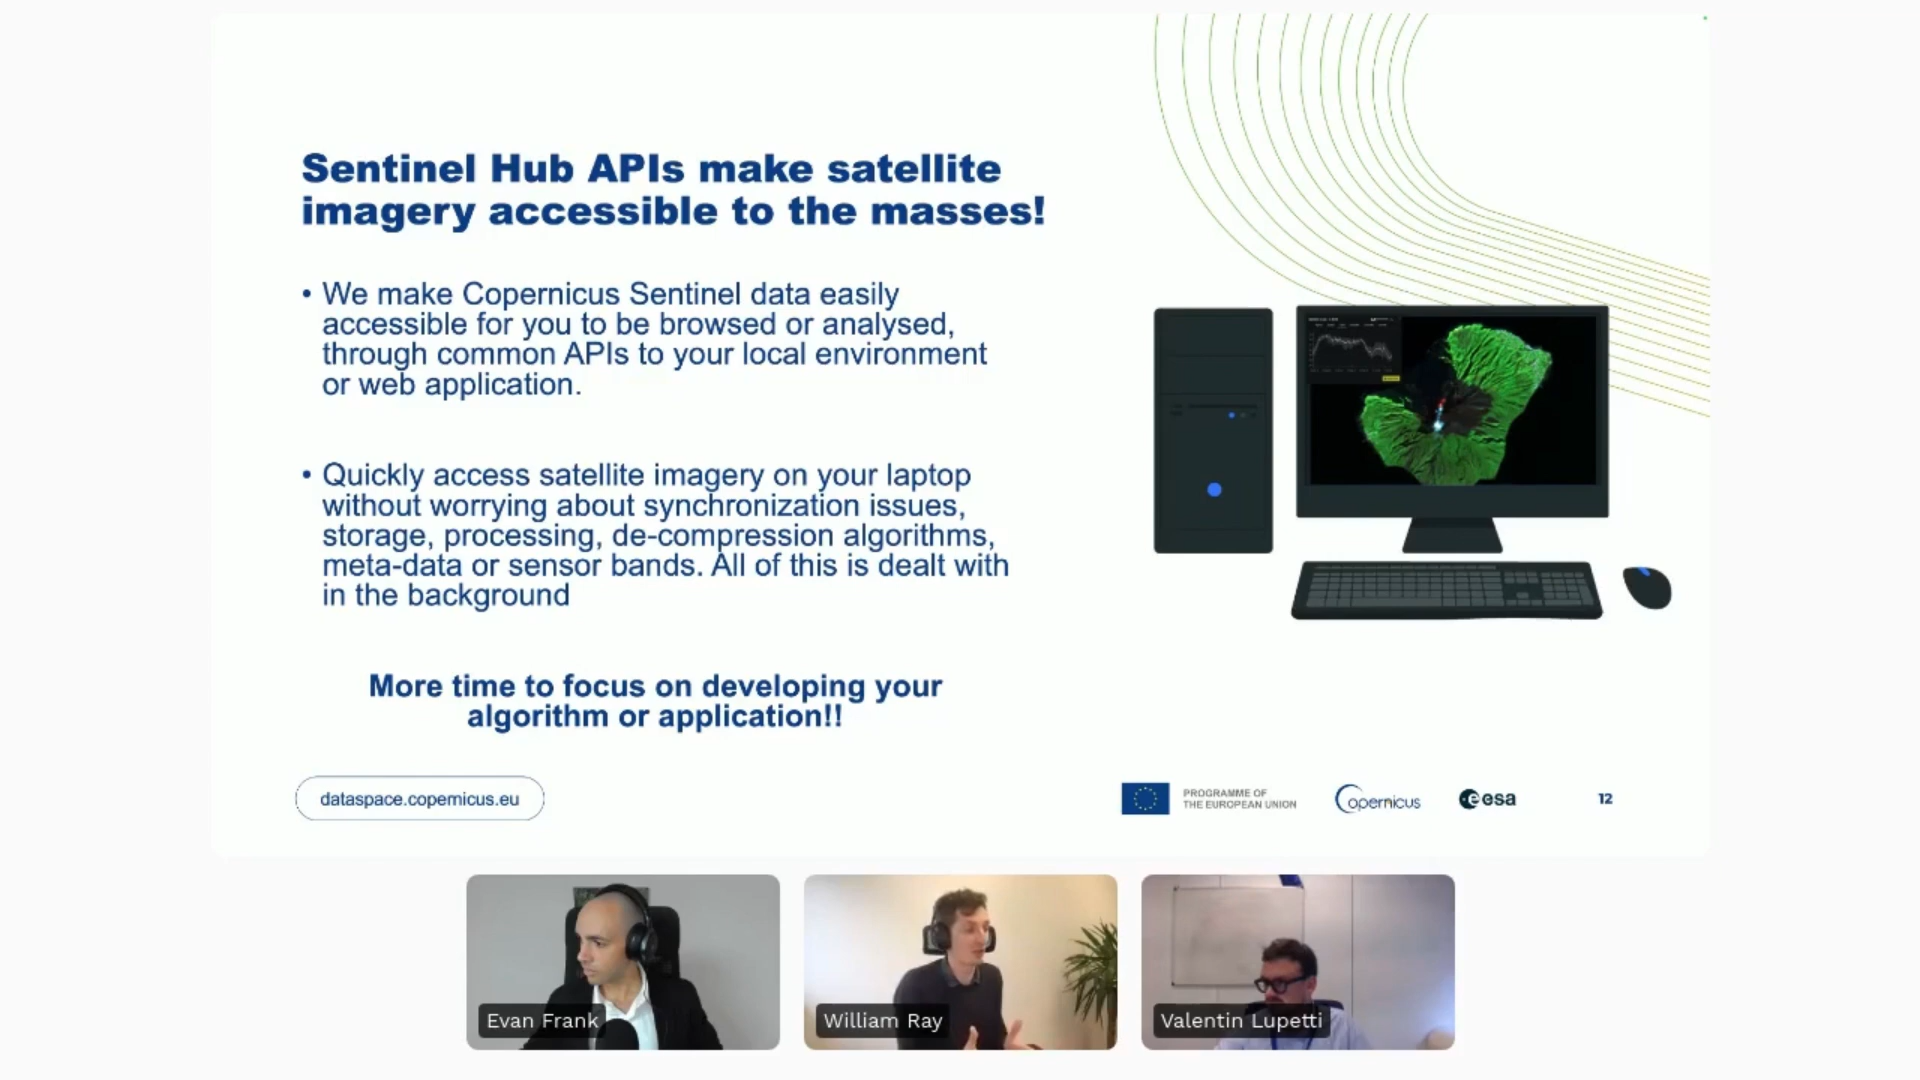 Sentinel Hub APIs make satellite
imagery accessible to the masses!
• We make Copernicus Sentinel data easily
accessible for you to be browsed or analysed,
through common APIs to your local environment
or web application.
• Quickly access satellite imagery on your laptop
without worrying about synchronization issues,
storage, processing, de-compression algorithms,
meta-data or sensor bands. All of this is dealt with
in the background
More time to focus on developing your
algorithm or application!!
dataspace.copernicus.eu
PROGRAMME OF
THE EUROPEAN UNION
opernicus
esa
12
Evan Frank
William Ray
Valentin Lupetti